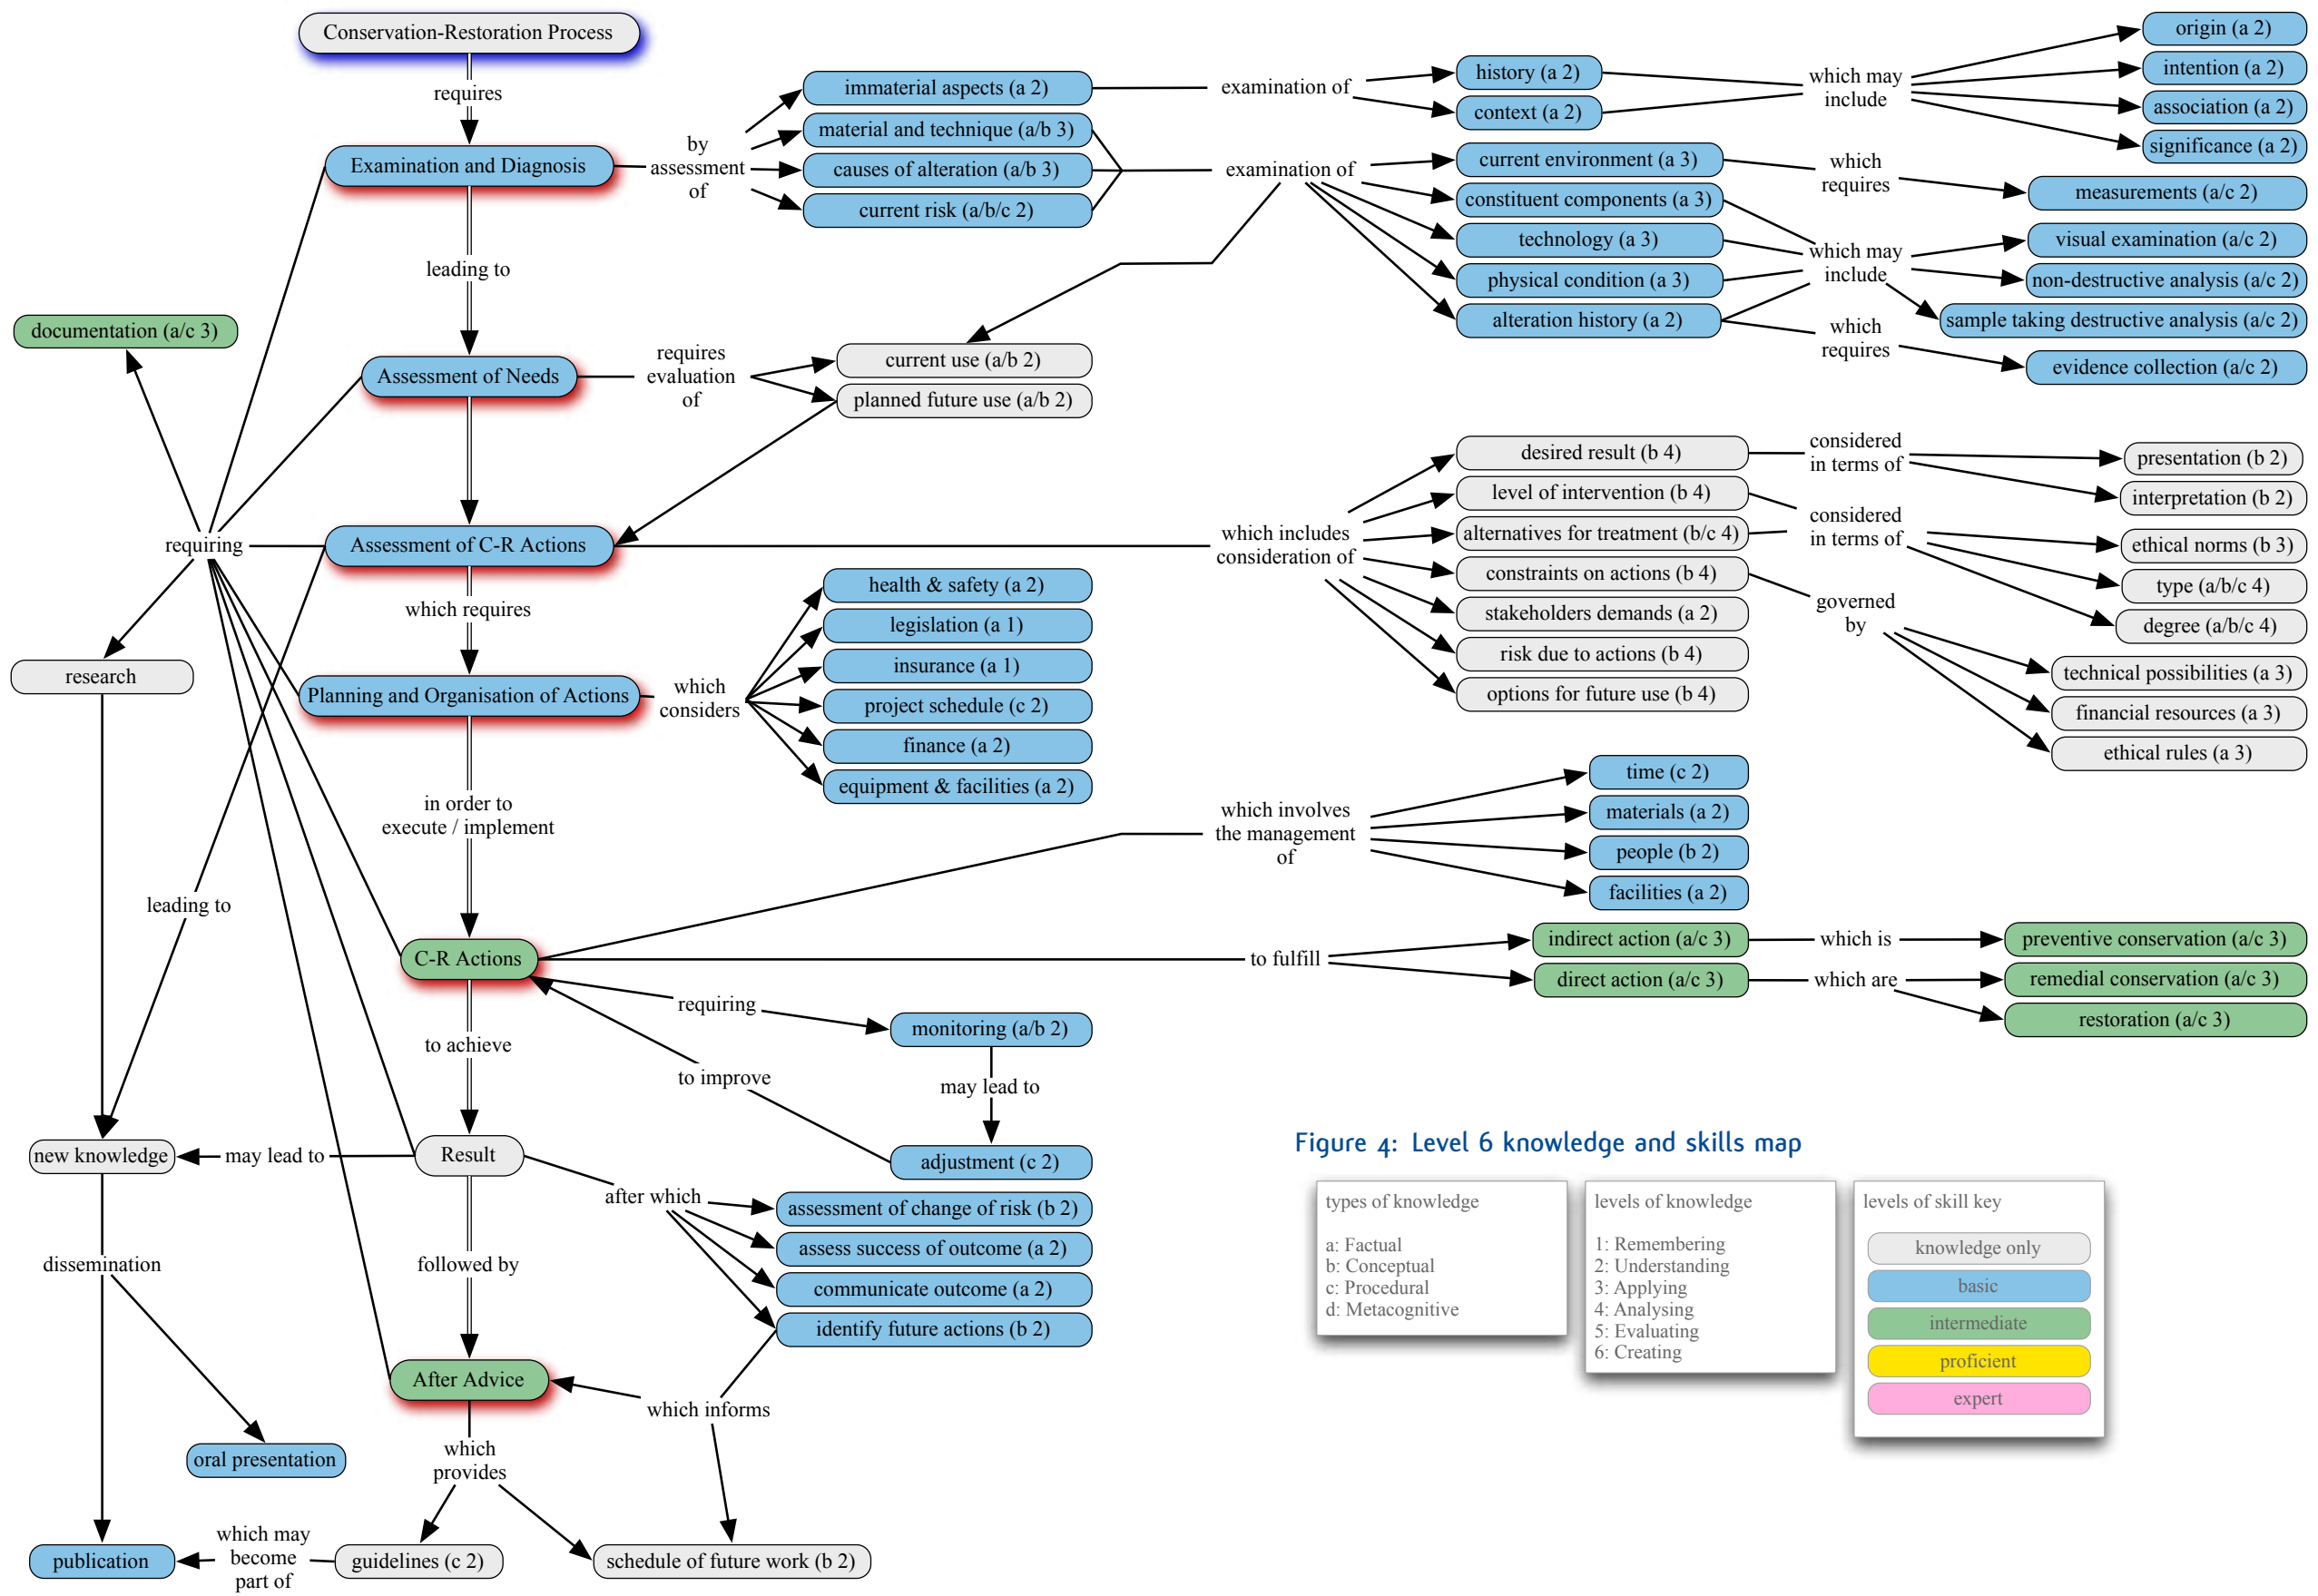 Conservation-Restoration Process
requires
Examination and Diagnosis
by
assessment
of
immaterial aspects (a 2)
material and technique (a/b 3)
causes of alteration (a/b 3)
current risk (a/b/c 2)
examination of
history (a 2)
context (a 2)
which may
include
origin (a 2)
intention (a 2)
association (a 2)
significance (a 2)
examination of
current environment (a 3)
constituent components (a 3)
technology (a 3)
physical condition (a 3)
alteration history (a 2)
which
requires
measurements (a/c 2)
which may
include
visual examination (a/c 2)
non-destructive analysis (a/c 2)
sample taking destructive analysis (a/c 2)
which
requires
evidence collection (a/c 2)
leading to
documentation (a/c 3)
Assessment of Needs
requires
evaluation
of
current use (a/b 2)
planned future use (a/b 2)
requiring
Assessment of C-R Actions
which includes
consideration of
desired result (b 4)
level of intervention (b 4)
alternatives for treatment (b/c 4)
constraints on actions (b 4)
stakeholders demands (a 2)
risk due to actions (b 4)
options for future use (b 4)
considered
in terms of
presentation (b 2)
interpretation (b 2)
considered
in terms of
ethical norms (b 3)
type (a/b/c 4)
degree (a/b/c 4)
governed
by
technical possibilities (a 3)
financial resources (a 3)
ethical rules (a 3)
which requires
research
Planning and Organisation of Actions
which
considers
health & safety (a 2)
legislation (a 1)
insurance (a 1)
project schedule (c 2)
finance (a 2)
equipment & facilities (a 2)
in order to
execute / implement
leading to
which involves
the management
of
time (c 2)
materials (a 2)
people (b 2)
facilities (a 2)
C-R Actions
to fulfill
indirect action (a/c 3)
direct action (a/c 3)
which is
preventive conservation (a/c 3)
which are
remedial conservation (a/c 3)
restoration (a/c 3)
requiring
monitoring (a/b 2)
to achieve
to improve
may lead to
adjustment (c 2)
new knowledge
may lead to
Result
after which
assessment of change of risk (b 2)
assess success of outcome (a 2)
communicate outcome (a 2)
identify future actions (b 2)
dissemination
followed by
After Advice
which informs
oral presentation
which
provides
publication
which may
become
part of
guidelines (c 2)
schedule of future work (b 2)
Figure 4: Level 6 knowledge and skills map
types of knowledge
a: Factual
b: Conceptual
c: Procedural
d: Metacognitive
levels of knowledge
1: Remembering
2: Understanding
3: Applying
4: Analysing
5: Evaluating
6: Creating
levels of skill key
knowledge only
basic
intermediate
proficient
expert